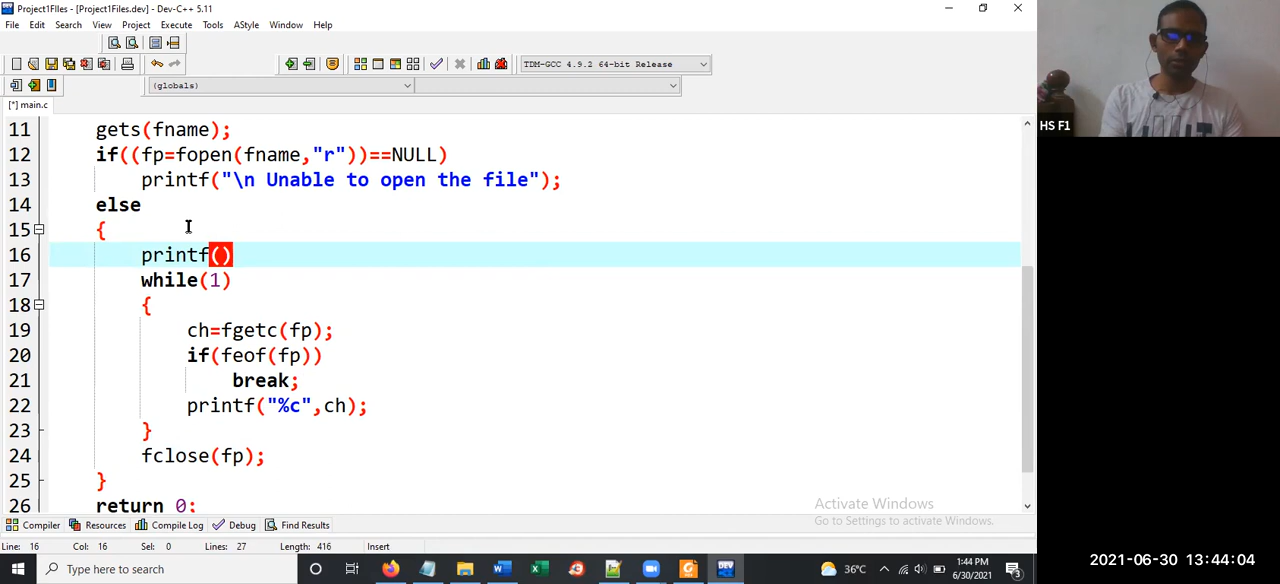 Project1FIles - [Project1Files.dev] - Dev-C++ 5.11
File Edit Search View Project Execute Tools AStyle Window Help
TDM-GCC 4.9.2 64-bit Release
(globals)
[*] main.c
11 gets(fname);
12 if((fp=fopen(fname,"r"))==NULL)
13 printf("\n Unable to open the file");
14 else
15 {
16 printf()
17 while(1)
18 {
19 ch=fgetc(fp);
20 if(feof(fp))
21 break;
22 printf("%c",ch);
23 }
24 fclose(fp);
25 }
26 return 0;
HS F1
Activate Windows
Go to Settings to activate Windows.
Compiler Resources Compile Log Debug Find Results
Line: 16 Col: 16 Sel: 0 Lines: 27 Length: 416 Insert
Type here to search
DEV
36°C
1:44 PM
6/30/2021
3
2021-06-30 13:44:04